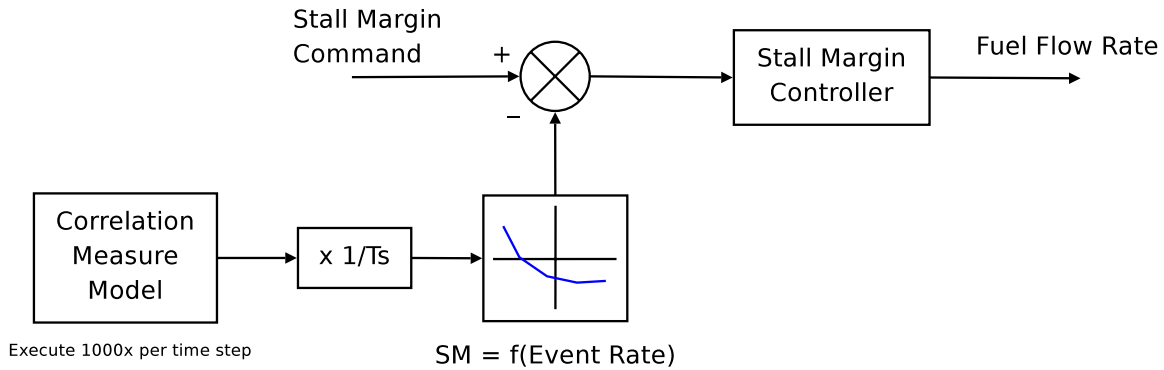 Stall Margin
Command
+
−
Stall Margin
Controller
Fuel Flow Rate
Correlation
Measure
Model
x 1/Ts
Execute 1000x per time step
SM = f(Event Rate)